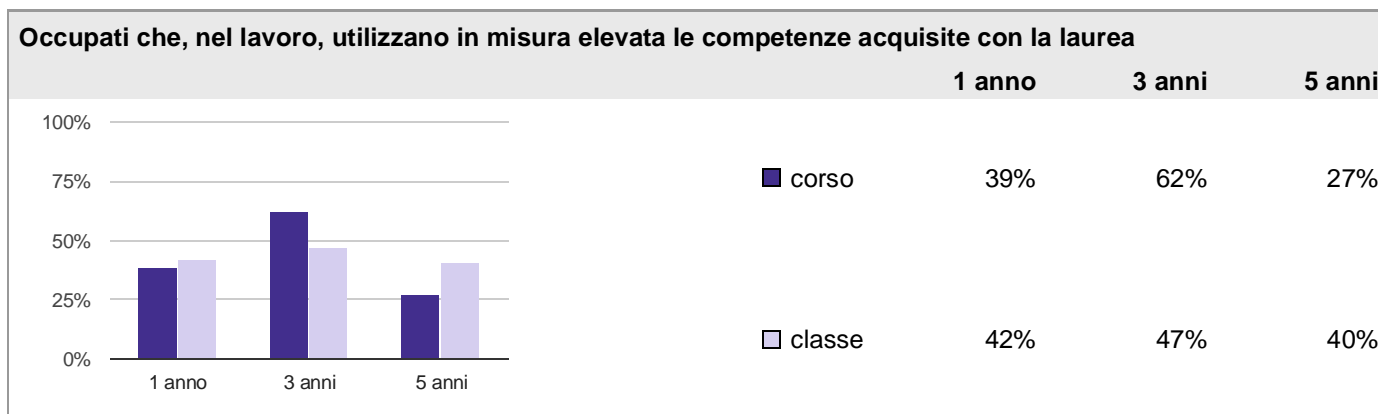 Occupati che, nel lavoro, utilizzano in misura elevata le competenze acquisite con la laurea
1 anno 3 anni 5 anni
100%
75%
50%
25%
0%
1 anno 3 anni 5 anni
corso 39% 62% 27%
classe 42% 47% 40%